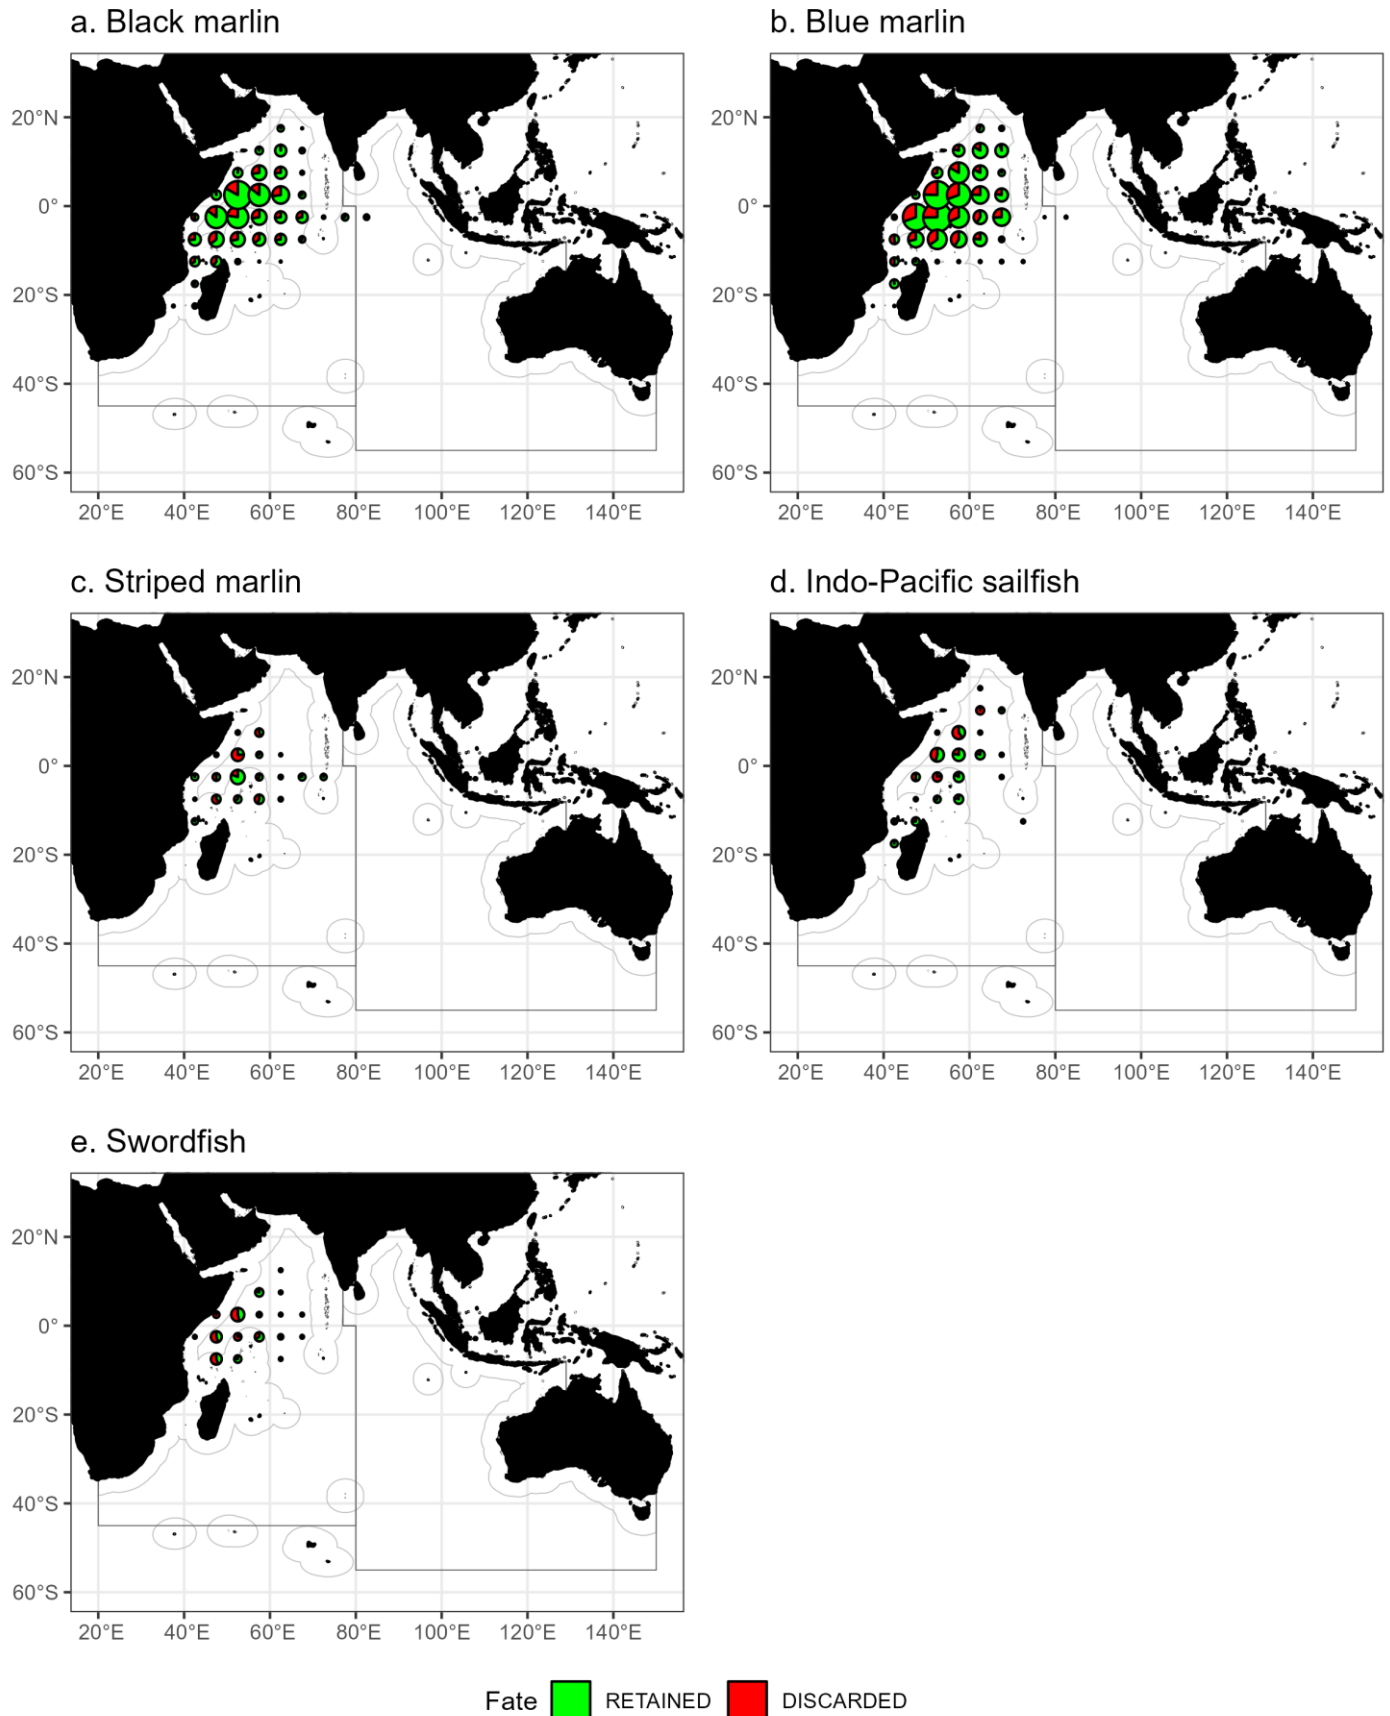 a. Black marlin
b. Blue marlin
20°N
0°
20°S
40°S
60°S
20°E 40°E 60°E 80°E 100°E 120°E 140°E
20°N
0°
20°S
40°S
60°S
20°E 40°E 60°E 80°E 100°E 120°E 140°E
c. Striped marlin
d. Indo-Pacific sailfish
20°N
0°
20°S
40°S
60°S
20°E 40°E 60°E 80°E 100°E 120°E 140°E
20°N
0°
20°S
40°S
60°S
20°E 40°E 60°E 80°E 100°E 120°E 140°E
e. Swordfish
20°N
0°
20°S
40°S
60°S
20°E 40°E 60°E 80°E 100°E 120°E 140°E
Fate RETAINED DISCARDED